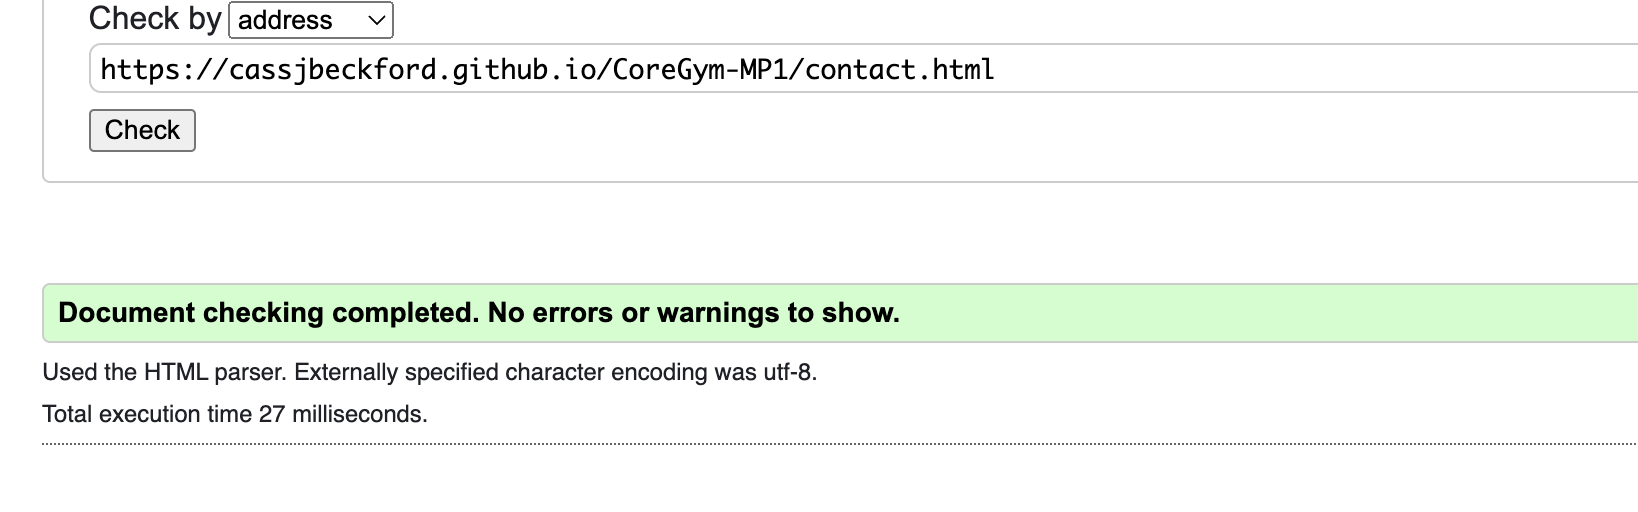 Check by address
https://cassjbeckford.github.io/CoreGym-MP1/contact.html
Check
Document checking completed. No errors or warnings to show.
Used the HTML parser. Externally specified character encoding was utf-8.
Total execution time 27 milliseconds.